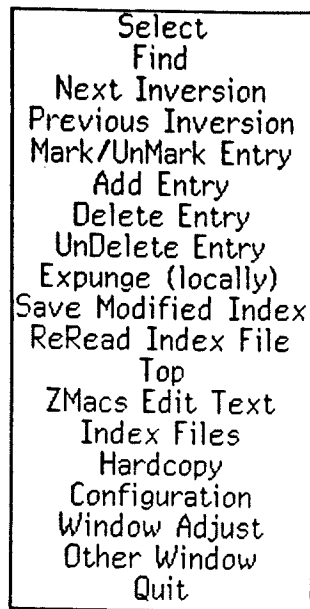 Select
Find
Next Inversion
Previous Inversion
Mark/UnMark Entry
Add Entry
Delete Entry
UnDelete Entry
Expunge (locally)
Save Modified Index
ReRead Index File
Top
ZMacs Edit Text
Index Files
Hardcopy
Configuration
Window Adjust
Other Window
Quit